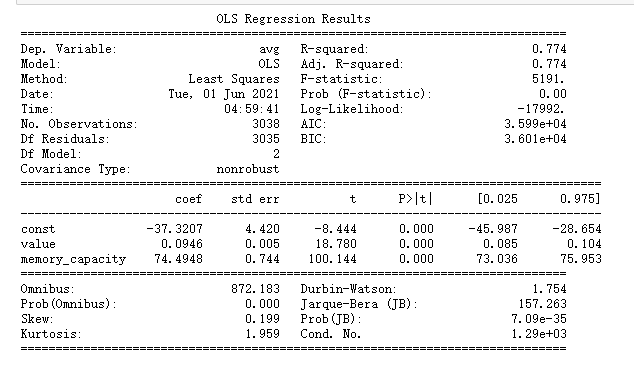 OLS Regression Results
Dep. Variable: avg R-squared: 0.774
Model: OLS Adj. R-squared: 0.774
Method: Least Squares F-statistic: 5191.
Date: Tue, 01 Jun 2021 Prob (F-statistic): 0.00
Time: 04:59:41 Log-Likelihood: -17992.
No. Observations: 3038 AIC: 3.599e+04
Df Residuals: 3035 BIC: 3.601e+04
Df Model: 2
Covariance Type: nonrobust
coef std err t P>|t| [0.025 0.975]
const -37.3207 4.420 -8.444 0.000 -45.987 -28.654
value 0.0946 0.005 18.780 0.000 0.085 0.104
memory_capacity 74.4948 0.744 100.144 0.000 73.036 75.953
Omnibus: 872.183 Durbin-Watson: 1.754
Prob(Omnibus): 0.000 Jarque-Bera (JB): 157.263
Skew: 0.199 Prob(JB): 7.09e-35
Kurtosis: 1.959 Cond. No. 1.29e+03